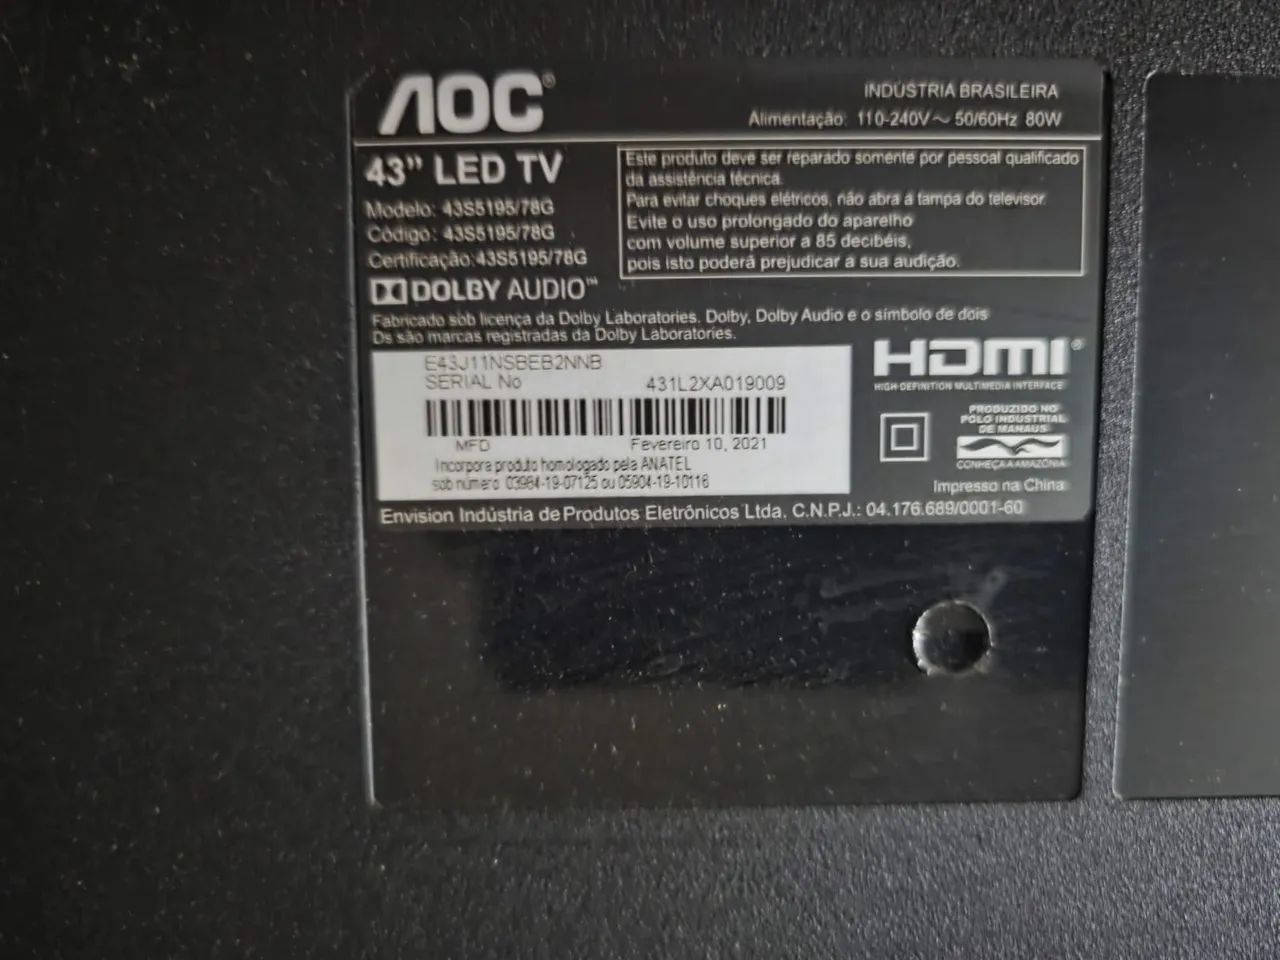 AOC®
INDÚSTRIA BRASILEIRA
Alimentação: 110-240V~ 50/60Hz 80W
43" LED TV
Modelo: 43S5195/78G
Código: 43S5195/78G
Certificação:43S5195/78G
DOLBY AUDIO™
Este produto deve ser reparado somente por pessoal qualificado
da assistência técnica.
Para evitar choques elétricos, não abra a tampa do televisor.
Evite o uso prolongado do aparelho
com volume superior a 85 decibéis,
pois isto poderá prejudicar a sua audição.
Fabricado sob licença da Dolby Laboratories. Dolby, Dolby Audio e o símbolo de dois
Ds são marcas registradas da Dolby Laboratories.
E43J11NSBEB2NNB
SERIAL No 431L2XA019009
MFD Fevereiro 10, 2021
Incorpora produto homologado pela ANATEL
sob número 03984-19-07125 ou 05904-19-10116
HDMI®
HIGH-DEFINITION MULTIMEDIA INTERFACE
PRODUZIDO NO
PÓLO INDUSTRIAL
DE MANAUS
CONHEÇA A AMAZÔNIA
Impresso na China
Envision Indústria de Produtos Eletrônicos Ltda. C.N.P.J.: 04.176.689/0001-60